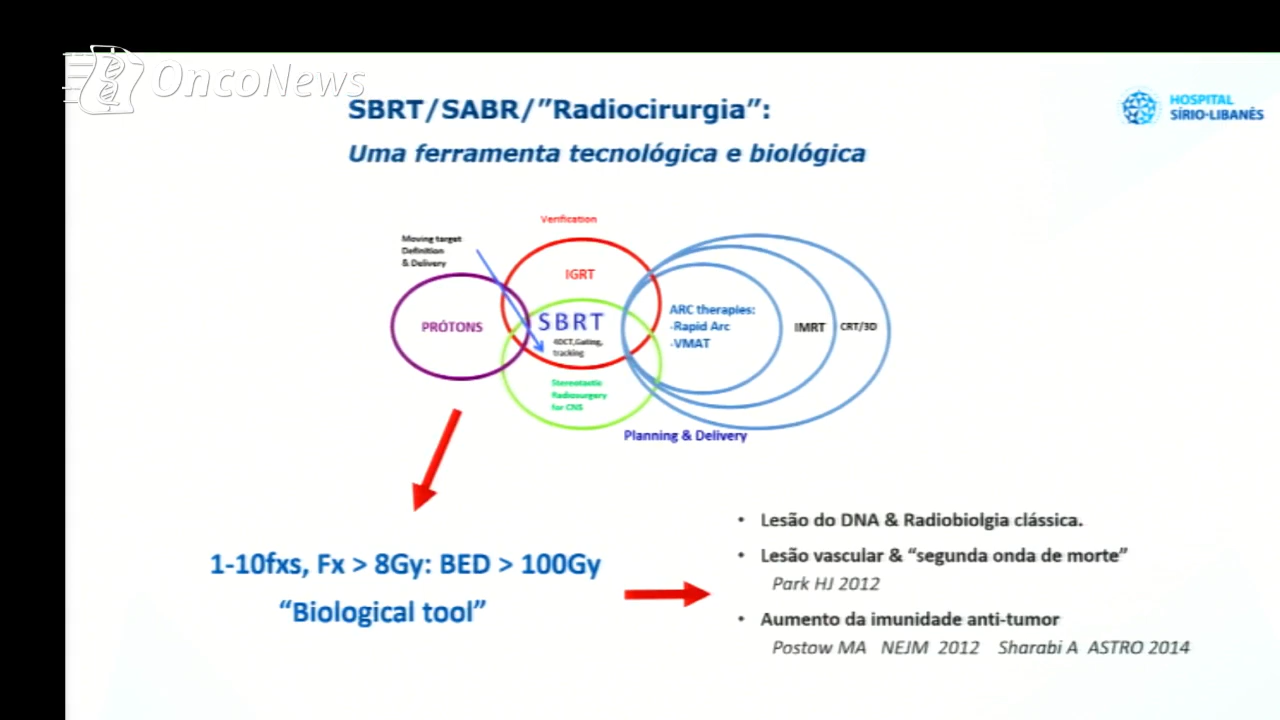 OncoNews
SBRT/SABR/"Radiocirurgia":
HOSPITAL
SÍRIO-LIBANÊS
Uma ferramenta tecnológica e biológica
Verification
Moving target
Definition
& Delivery
IGRT
PRÓTONS
SBRT
4DCT,Gating,
tracking
ARC therapies:
-Rapid Arc
-VMAT
IMRT
CRT/3D
Stereotactic
Radiosurgery
for CNS
Planning & Delivery
1-10fxs, Fx > 8Gy: BED > 100Gy
"Biological tool"
• Lesão do DNA & Radiobiolgia clássica.
• Lesão vascular & "segunda onda de morte"
Park HJ 2012
• Aumento da imunidade anti-tumor
Postow MA NEJM 2012 Sharabi A ASTRO 2014